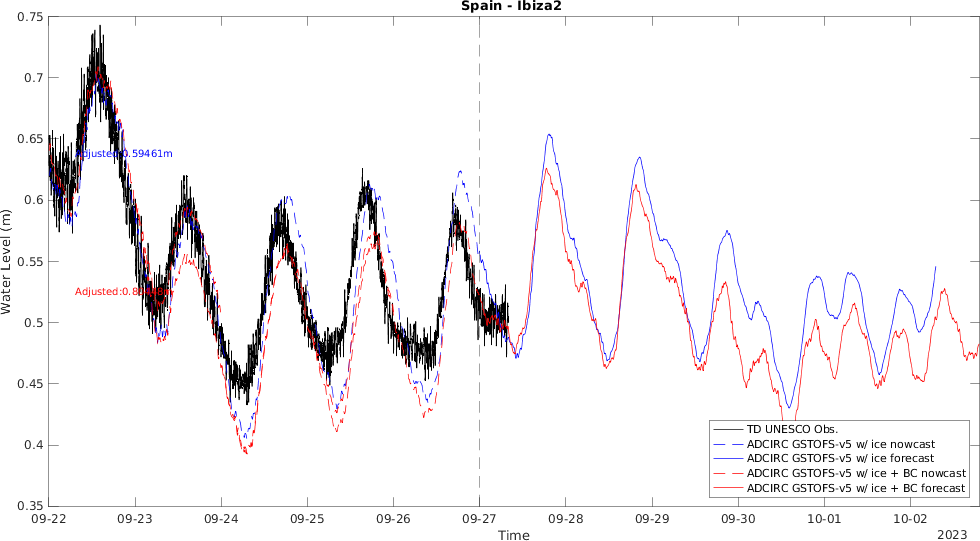 Spain - Ibiza2
0.75
0.7
0.65
0.6
0.55
0.5
0.45
0.4
0.35
Water Level (m)
Adjusted:0.59461m
TD UNESCO Obs.
ADCIRC GSTOFS-v5 w/ ice nowcast
ADCIRC GSTOFS-v5 w/ ice forecast
ADCIRC GSTOFS-v5 w/ ice + BC nowcast
ADCIRC GSTOFS-v5 w/ ice + BC forecast
09-22 09-23 09-24 09-25 09-26 09-27 09-28 09-29 09-30 10-01 10-02
Time
2023